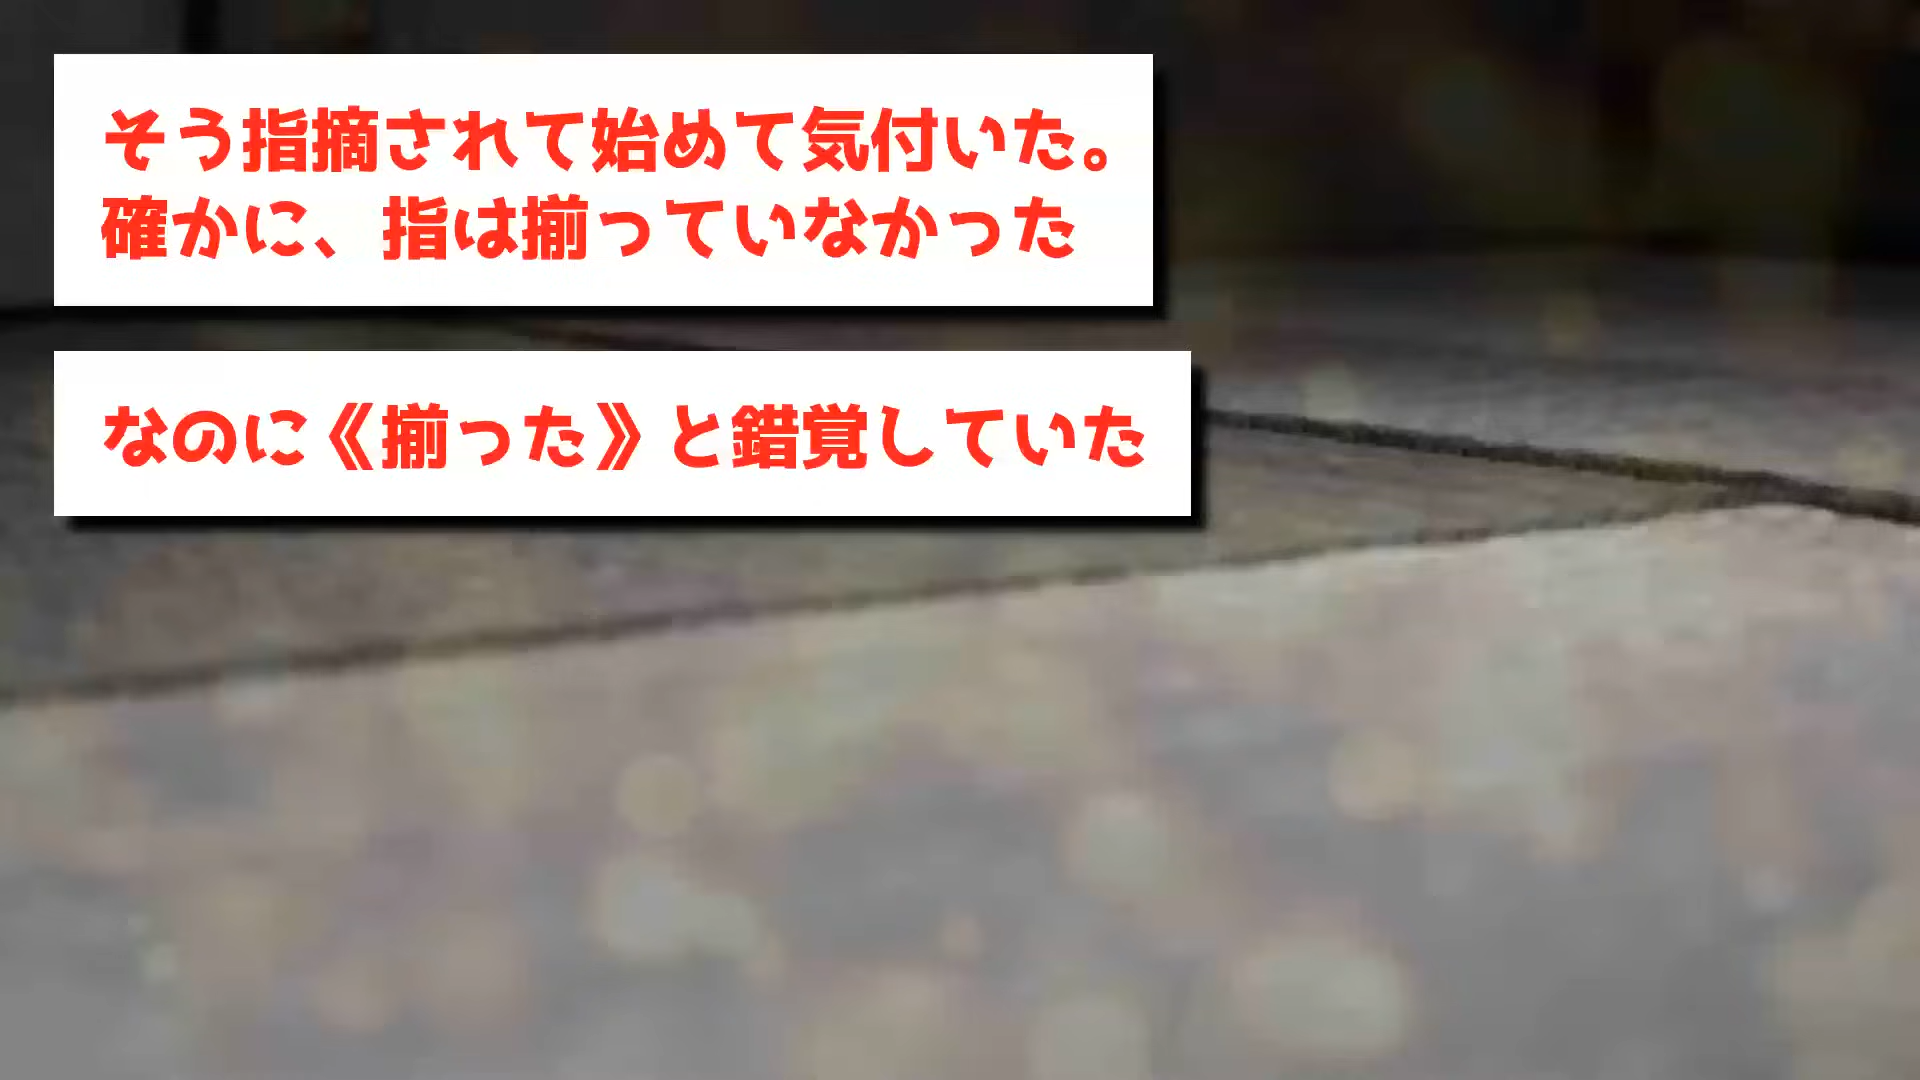 そう指摘されて始めて気付いた。
確かに、指は揃っていなかった
なのに《揃った》と錯覚していた